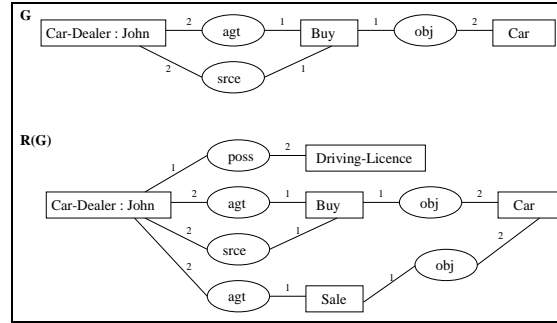 G
Car-Dealer : John 2 agt 1 Buy 1 obj 2 Car
2 srce 1
R(G)
1 poss 2 Driving-Licence
Car-Dealer : John 2 agt 1 Buy 1 obj 2 Car
2 srce 1
2 agt 1 Sale 1 obj 2